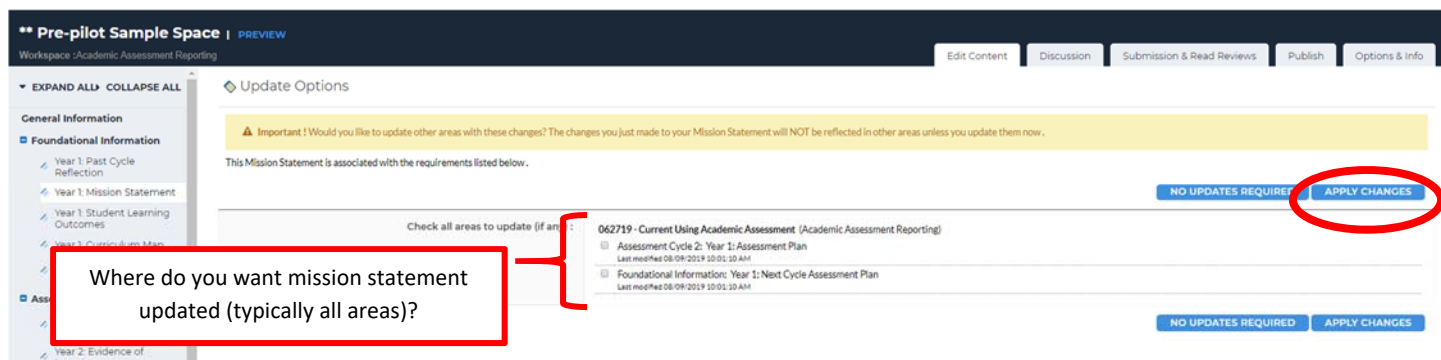 ** Pre-pilot Sample Space | PREVIEW
Workspace :Academic Assessment Reporting
Edit Content
Discussion
Submission & Read Reviews
Publish
Options & Info
EXPAND ALL COLLAPSE ALL
General Information
Foundational Information
Year 1: Past Cycle
Reflection
Year 1: Mission Statement
Year 1: Student Learning
Outcomes
Year 1: Curriculum Map
Year 2: Evidence of
Update Options
Important ! Would you like to update other areas with these changes? The changes you just made to your Mission Statement will NOT be reflected in other areas unless you update them now .
This Mission Statement is associated with the requirements listed below .
NO UPDATES REQUIRED
APPLY CHANGES
Check all areas to update (if any) :
062719 - Current Using Academic Assessment (Academic Assessment Reporting)
Assessment Cycle 2: Year 1: Assessment Plan
Last modified 08/09/2019 10:01:10 AM
Foundational Information: Year 1: Next Cycle Assessment Plan
Last modified 08/09/2019 10:01:10 AM
Where do you want mission statement
updated (typically all areas)?
NO UPDATES REQUIRED
APPLY CHANGES